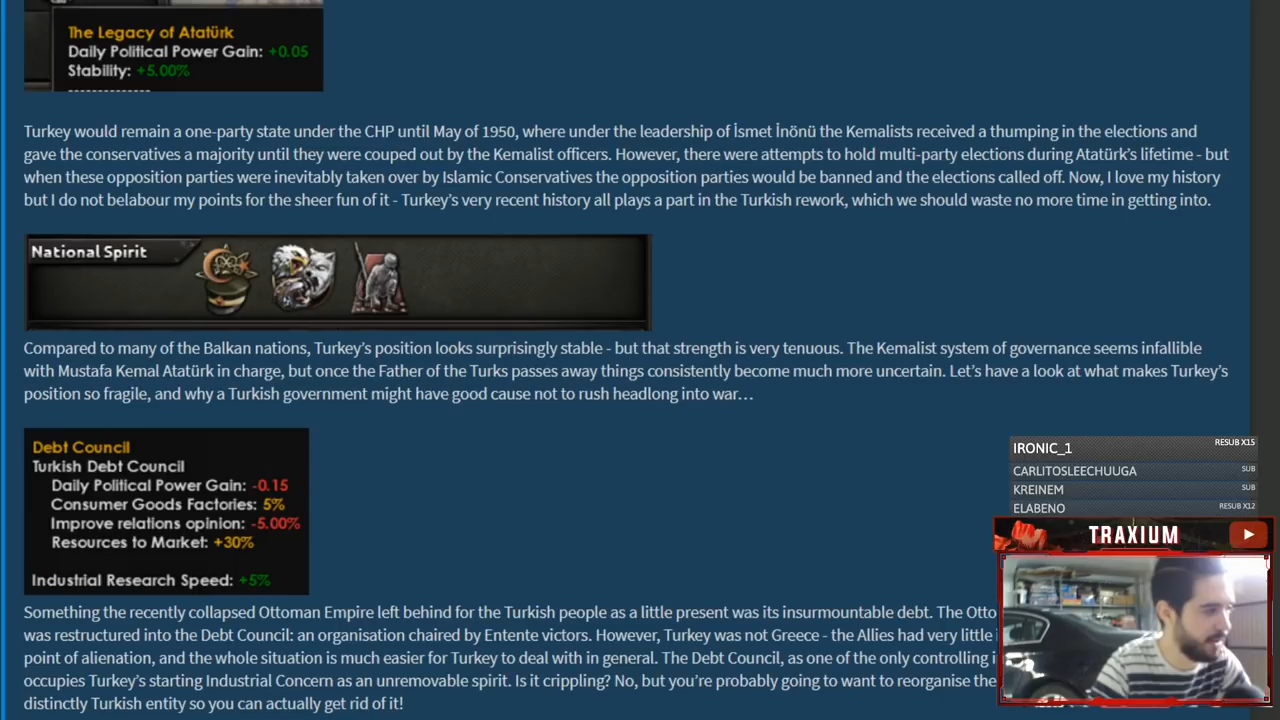 The Legacy of Atatürk
Daily Political Power Gain: +0.05
Stability: +5.00%
Turkey would remain a one-party state under the CHP until May of 1950, where under the leadership of İsmet İnönü the Kemalists received a thumping in the elections and
gave the conservatives a majority until they were couped out by the Kemalist officers. However, there were attempts to hold multi-party elections during Atatürk’s lifetime - but
when these opposition parties were inevitably taken over by Islamic Conservatives the opposition parties would be banned and the elections called off. Now, I love my history
but I do not belabour my points for the sheer fun of it - Turkey’s very recent history all plays a part in the Turkish rework, which we should waste no more time in getting into.
National Spirit
Compared to many of the Balkan nations, Turkey’s position looks surprisingly stable - but that strength is very tenuous. The Kemalist system of governance seems infallible
with Mustafa Kemal Atatürk in charge, but once the Father of the Turks passes away things consistently become much more uncertain. Let’s have a look at what makes Turkey’s
position so fragile, and why a Turkish government might have good cause not to rush headlong into war…
Debt Council
Turkish Debt Council
Daily Political Power Gain: -0.15
Consumer Goods Factories: 5%
Improve relations opinion: -5.00%
Resources to Market: +30%
Industrial Research Speed: +5%
Something the recently collapsed Ottoman Empire left behind for the Turkish people as a little present was its insurmountable debt. The Otto
was restructured into the Debt Council: an organisation chaired by Entente victors. However, Turkey was not Greece - the Allies had very little
point of alienation, and the whole situation is much easier for Turkey to deal with in general. The Debt Council, as one of the only controlling
occupies Turkey’s starting Industrial Concern as an unremovable spirit. Is it crippling? No, but you’re probably going to want to reorganise the
distinctly Turkish entity so you can actually get rid of it!
IRONIC_1 RESUB X15
CARLITOSLEECHUUGA SUB
KREINEM SUB
ELABENO RESUB X12
TRAXIUM